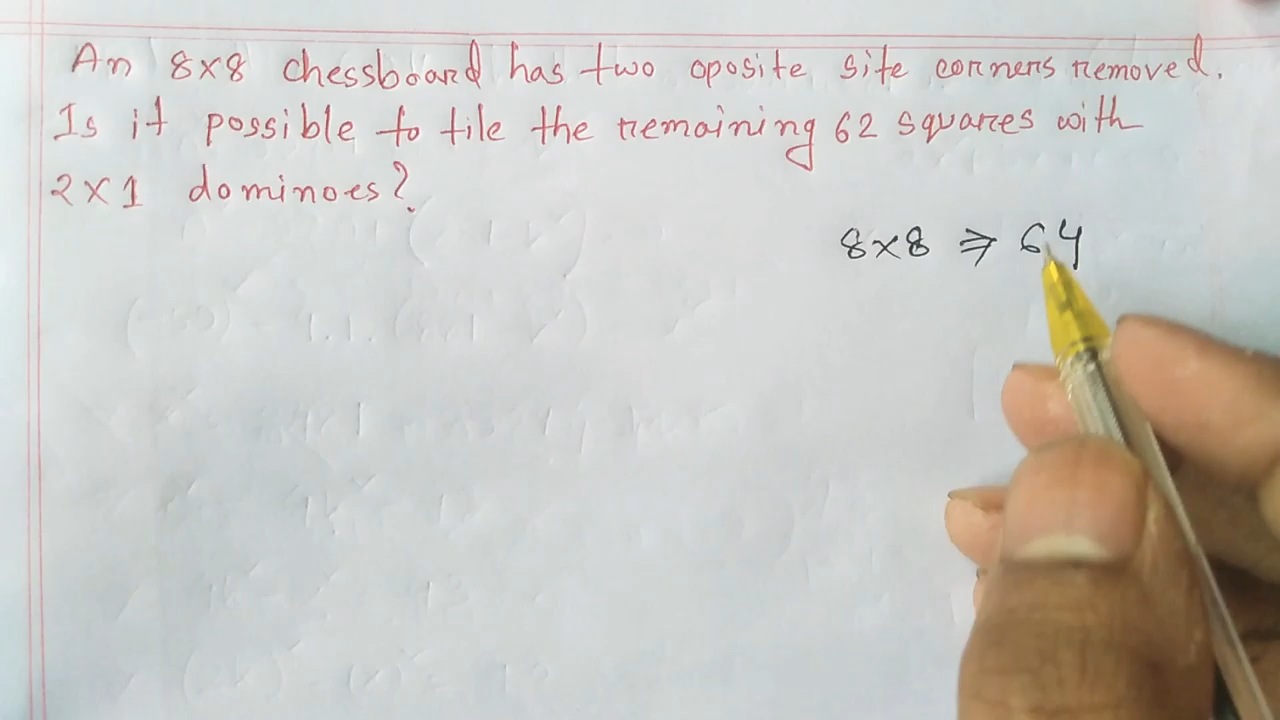 An 8x8 chessboard has two oposite site corners removed.
Is it possible to tile the remaining 62 squares with
2x1 dominoes?
8x8 ⇒ 64